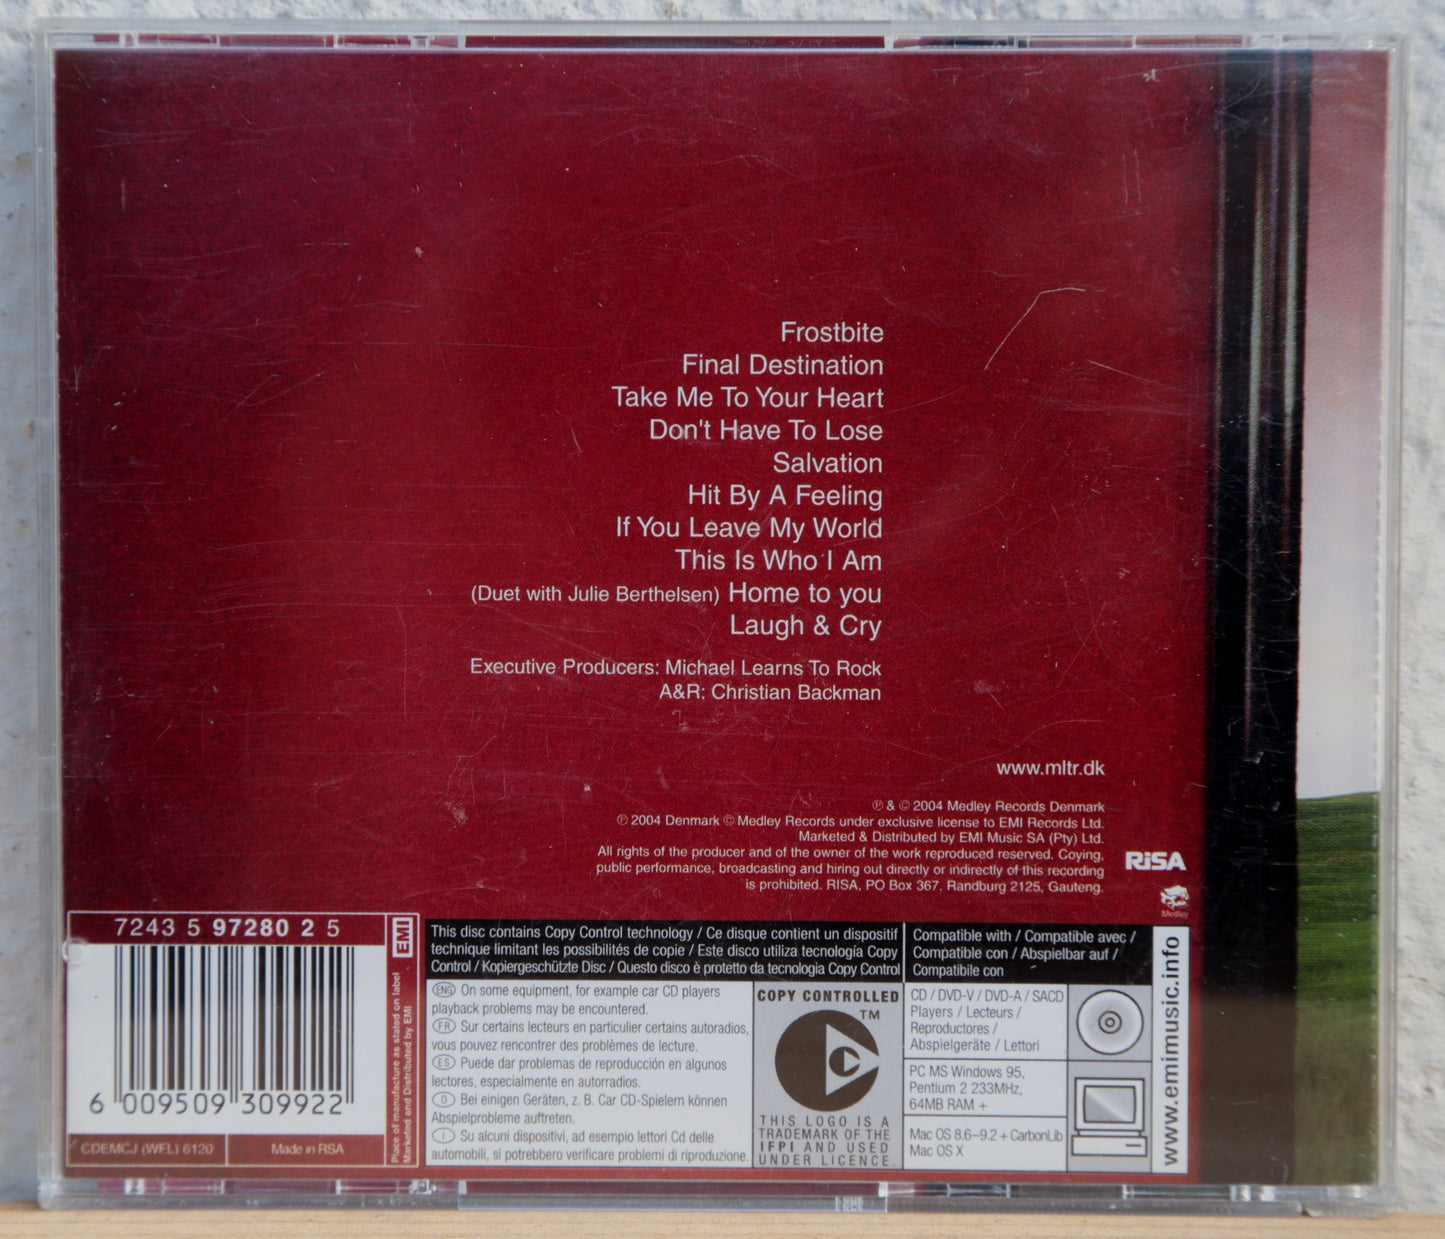 Frostbite
Final Destination
Take Me To Your Heart
Don't Have To Lose
Salvation
Hit By A Feeling
If You Leave My World
This Is Who I Am
(Duet with Julie Berthelsen) Home to you
Laugh & Cry
Executive Producers: Michael Learns To Rock
A&R: Christian Backman
www.mltr.dk
℗ & © 2004 Medley Records Denmark
℗ 2004 Denmark © Medley Records under exclusive license to EMI Records Ltd.
Marketed & Distributed by EMI Music SA (Pty) Ltd.
All rights of the producer and of the owner of the work reproduced reserved. Coying,
public performance, broadcasting and hiring out directly or indirectly of this recording
is prohibited. RISA, PO Box 367, Randburg 2125, Gauteng.
RiSA
Medley
7243 5 97280 2 5
6 009509 309922
CDEMCJ (WFL) 6120
Made in RSA
EMI
Place of manufacture as stated on label
Marketed and Distributed by EMI
This disc contains Copy Control technology / Ce disque contient un dispositif
technique limitant les possibilités de copie / Este disco utiliza tecnología Copy
Control / Kopiergeschützte Disc / Questo disco è protetto da tecnologia Copy Control
Compatible with / Compatible avec /
Compatible con / Abspielbar auf /
Compatibile con
ENG On some equipment, for example car CD players
playback problems may be encountered.
FR Sur certains lecteurs en particulier certains autoradios,
vous pouvez rencontrer des problèmes de lecture.
ES Puede dar problemas de reproducción en algunos
lectores, especialmente en autorradios.
D Bei einigen Geräten, z. B. Car CD-Spielern können
Abspielprobleme auftreten.
I Su alcuni dispositivi, ad esempio lettori Cd delle
automobili, si potrebbero verificare problemi di riproduzione.
COPY CONTROLLED
TM
C
THIS LOGO IS A
TRADEMARK OF THE
IFPI AND USED
UNDER LICENCE.
CD / DVD-V / DVD-A / SACD
Players / Lecteurs /
Reproductores /
Abspielgeräte / Lettori
PC MS Windows 95,
Pentium 2 233MHz,
64MB RAM +
Mac OS 8.6–9.2 + CarbonLib
Mac OS X
www.emimusic.info